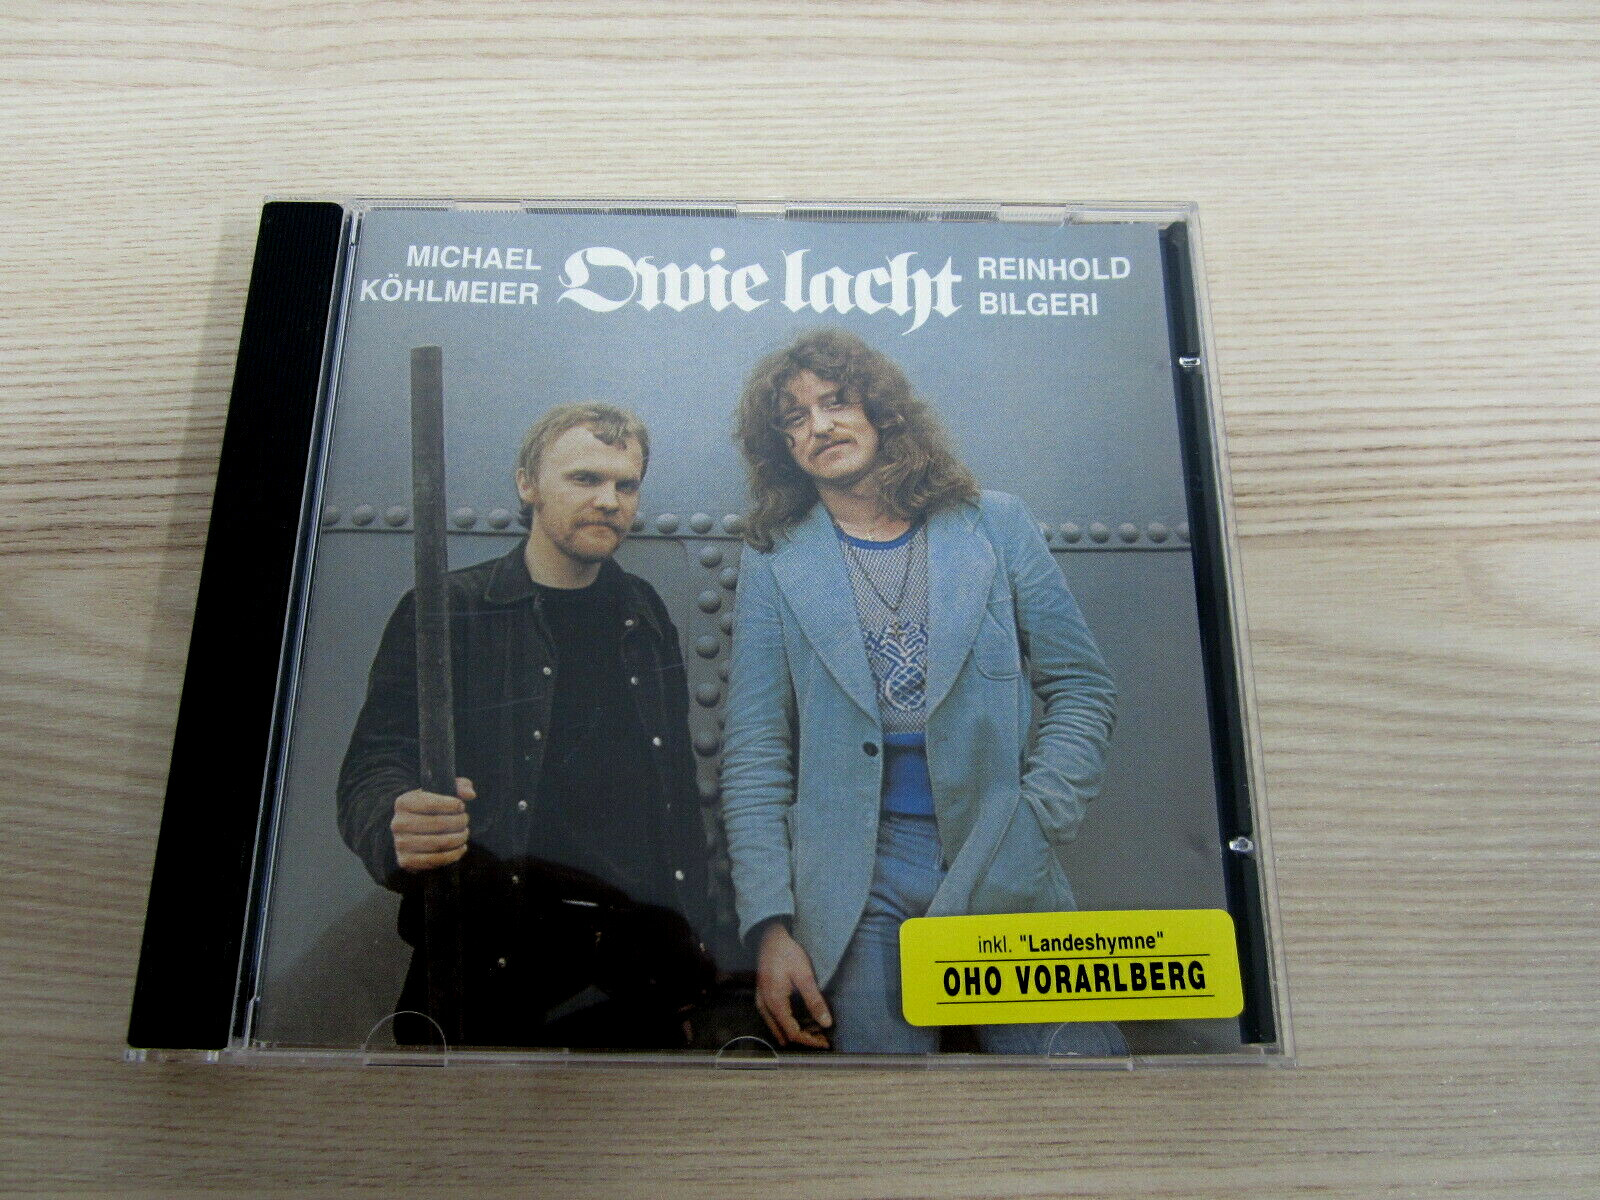 MICHAEL
KÖHLMEIER
Owie lacht
REINHOLD
BILGERI
inkl. "Landeshymne"
OHO VORARLBERG